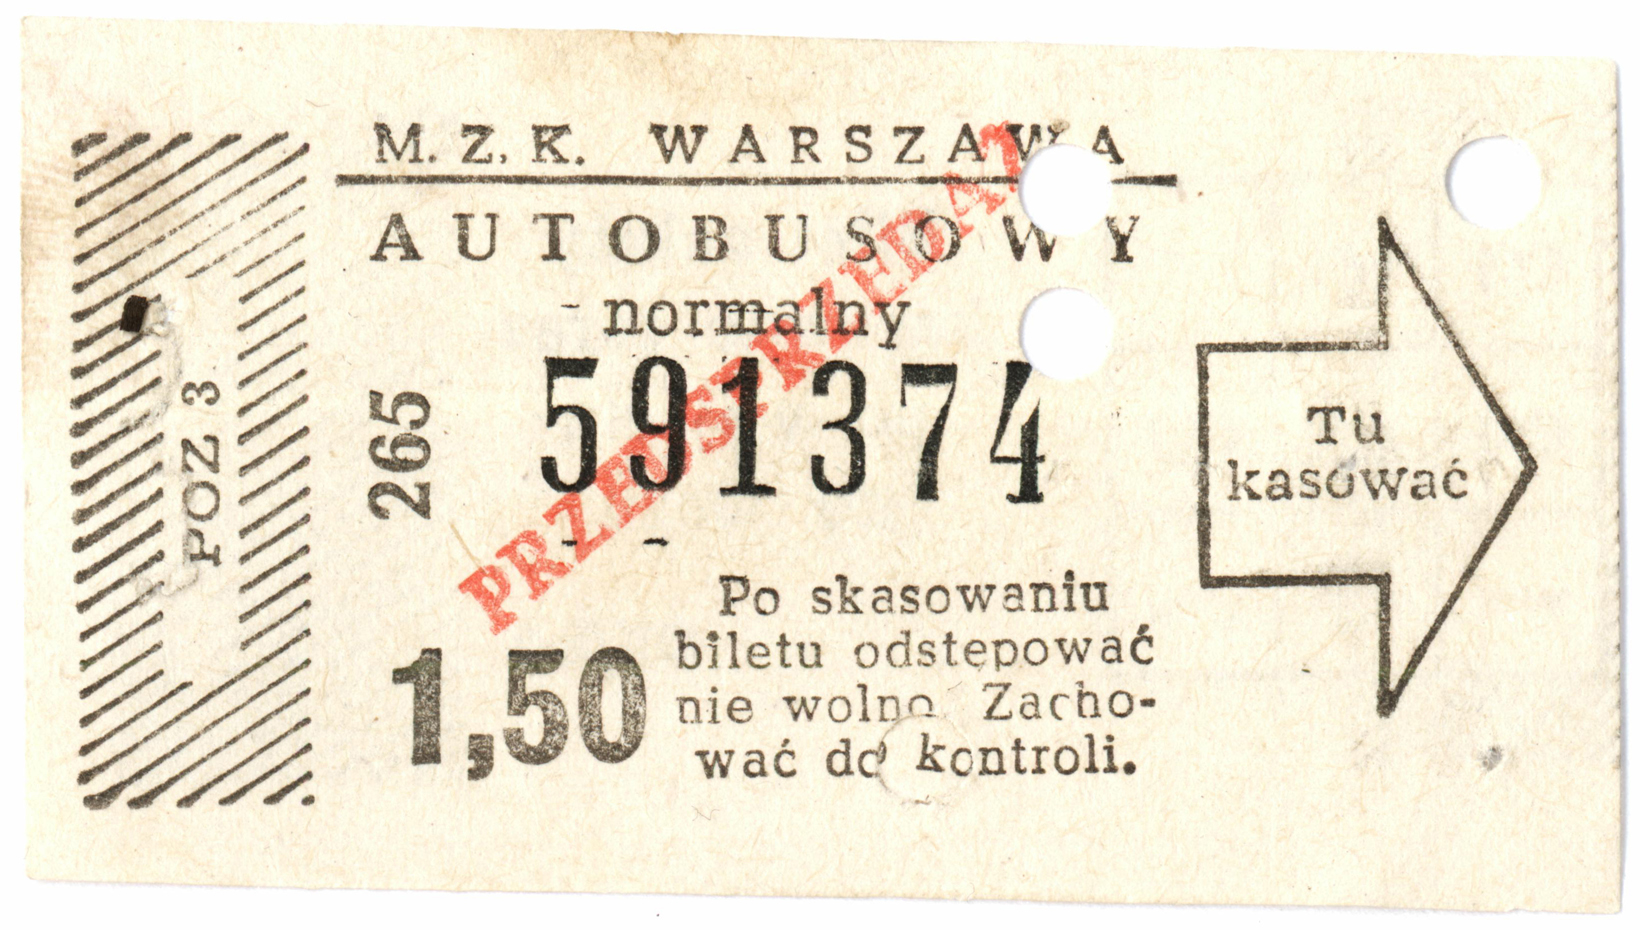 M. Z. K. WARSZAWA
AUTOBUSOWY
normalny
265
591374
PRZEDSPRZEDAŻ
POZ 3
1,50
Po skasowaniu
biletu odstępować
nie wolno Zacho-
wać do kontroli.
Tu
kasować